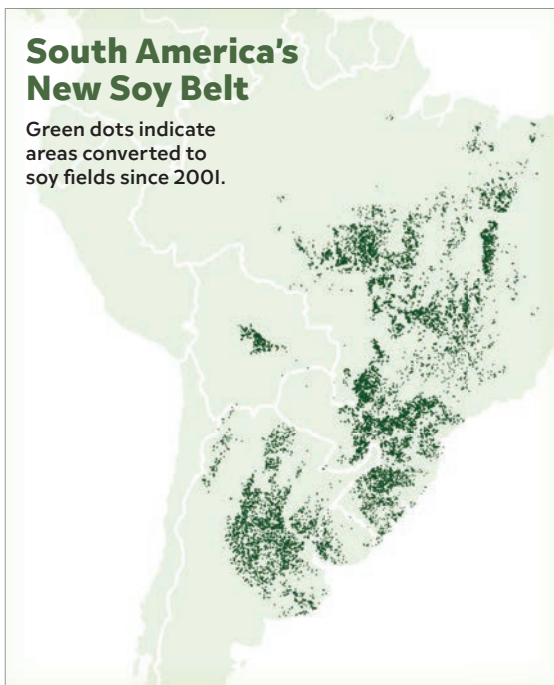 South America's
New Soy Belt
Green dots indicate
areas converted to
soy fields since 2001.